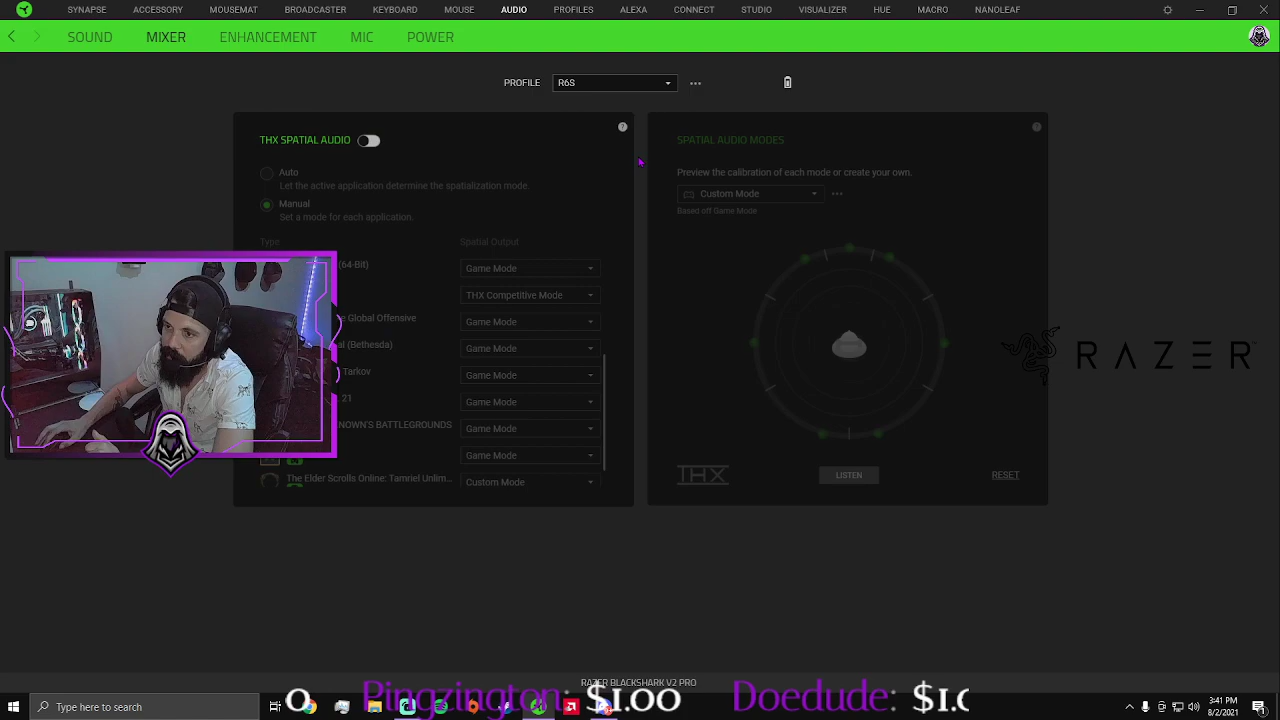 SYNAPSE ACCESSORY MOUSEMAT BROADCASTER KEYBOARD MOUSE AUDIO PROFILES ALEXA CONNECT STUDIO VISUALIZER HUE MACRO NANOLEAF
SOUND MIXER ENHANCEMENT MIC POWER
PROFILE R6S
THX SPATIAL AUDIO
Auto
Let the active application determine the spatialization mode.
Manual
Set a mode for each application.
Type Spatial Output
(64-Bit) Game Mode
THX Competitive Mode
e Global Offensive Game Mode
al (Bethesda) Game Mode
Tarkov Game Mode
21 Game Mode
NOWN'S BATTLEGROUNDS Game Mode
Game Mode
The Elder Scrolls Online: Tamriel Unlim... Custom Mode
SPATIAL AUDIO MODES
Preview the calibration of each mode or create your own.
Custom Mode
Based off Game Mode
THX LISTEN RESET
RAZER
RAZER BLACKSHARK V2 PRO
0 Pingzington: $1.00 Doedude: $1.0
Type here to search
3:41 PM
8/2/2021